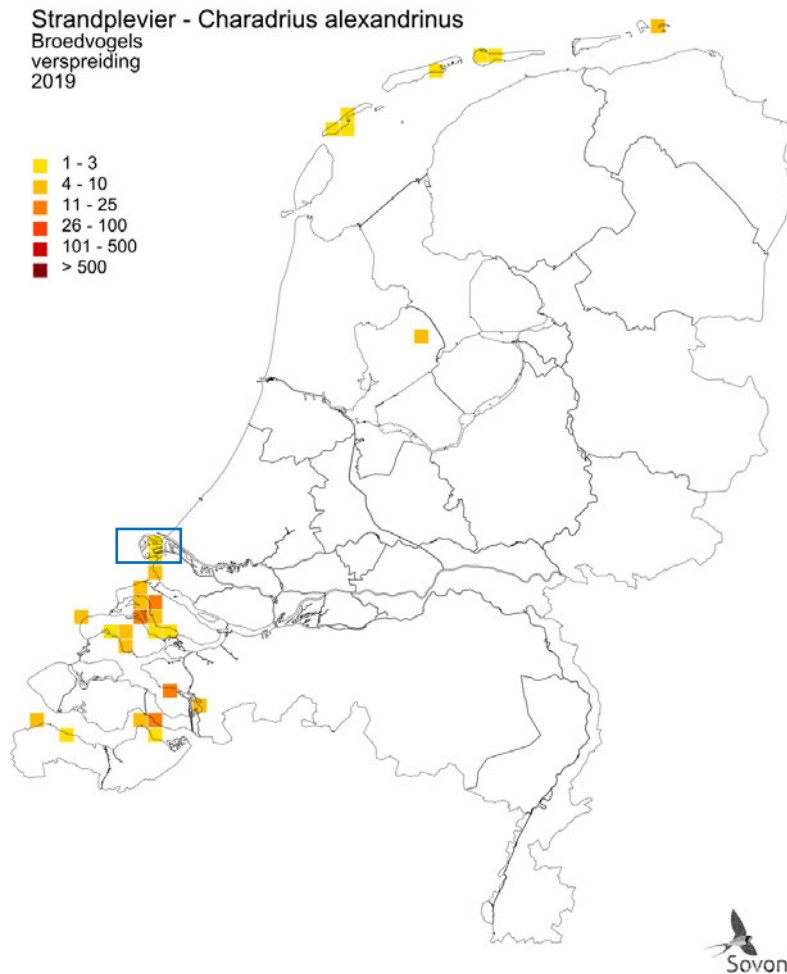 Strandplevier - Charadrius alexandrinus
Broedvogels
verspreiding
2019
1 - 3
4 - 10
11 - 25
26 - 100
101 - 500
> 500
Sovon